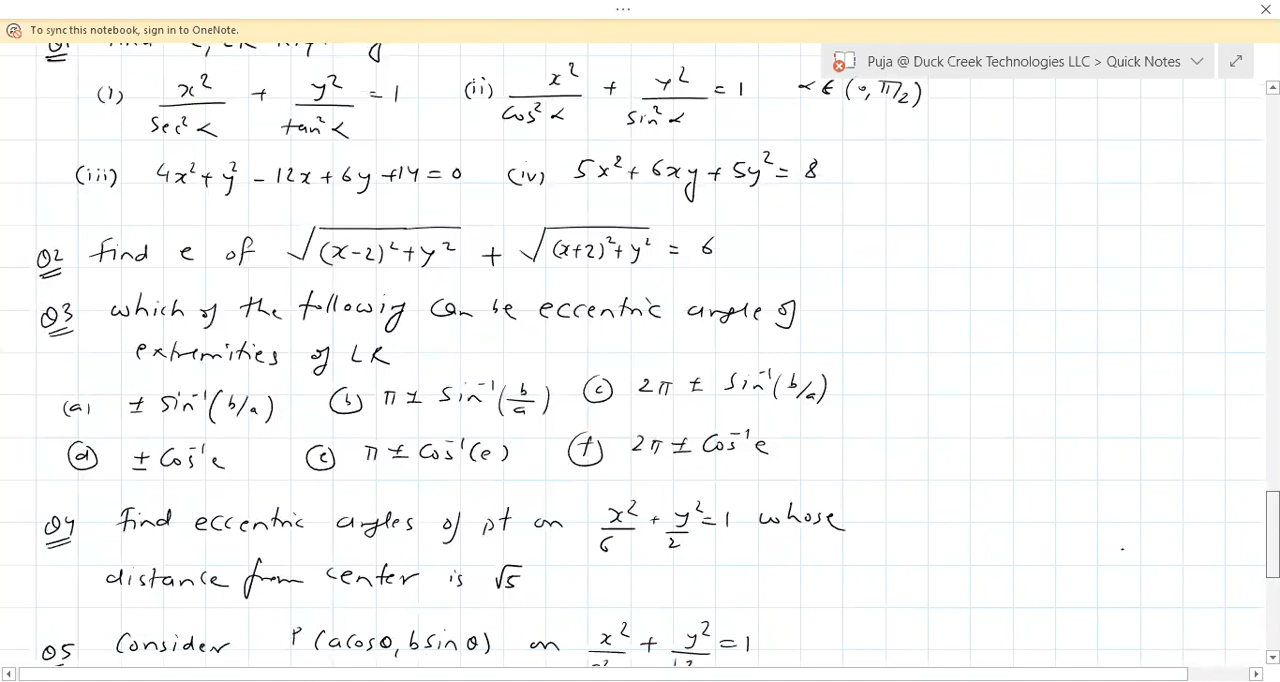 To sync this notebook, sign in to OneNote.
Puja @ Duck Creek Technologies LLC > Quick Notes
(i) x²/sec²α + y²/tan²α = 1 (ii) x²/cos²α + y²/sin²α = 1 α ∈ (0, π/2)
(iii) 4x² + y² - 12x + 6y + 14 = 0 (iv) 5x² + 6xy + 5y² = 8
Q2 find e of √((x-2)² + y²) + √((x+2)² + y²) = 6
Q3 which of the followig can be eccentric angle of
extremities of LR
(a) ± sin⁻¹(b/a) (b) π ± sin⁻¹(b/a) (c) 2π ± sin⁻¹(b/a)
(d) ± cos⁻¹e (e) π ± cos⁻¹(e) (f) 2π ± cos⁻¹e
Q4 find eccentric angles of pt on x²/6 + y²/2 = 1 whose
distance from center is √5
Q5 Consider P(acosθ, bsinθ) on x²/a² + y²/b² = 1